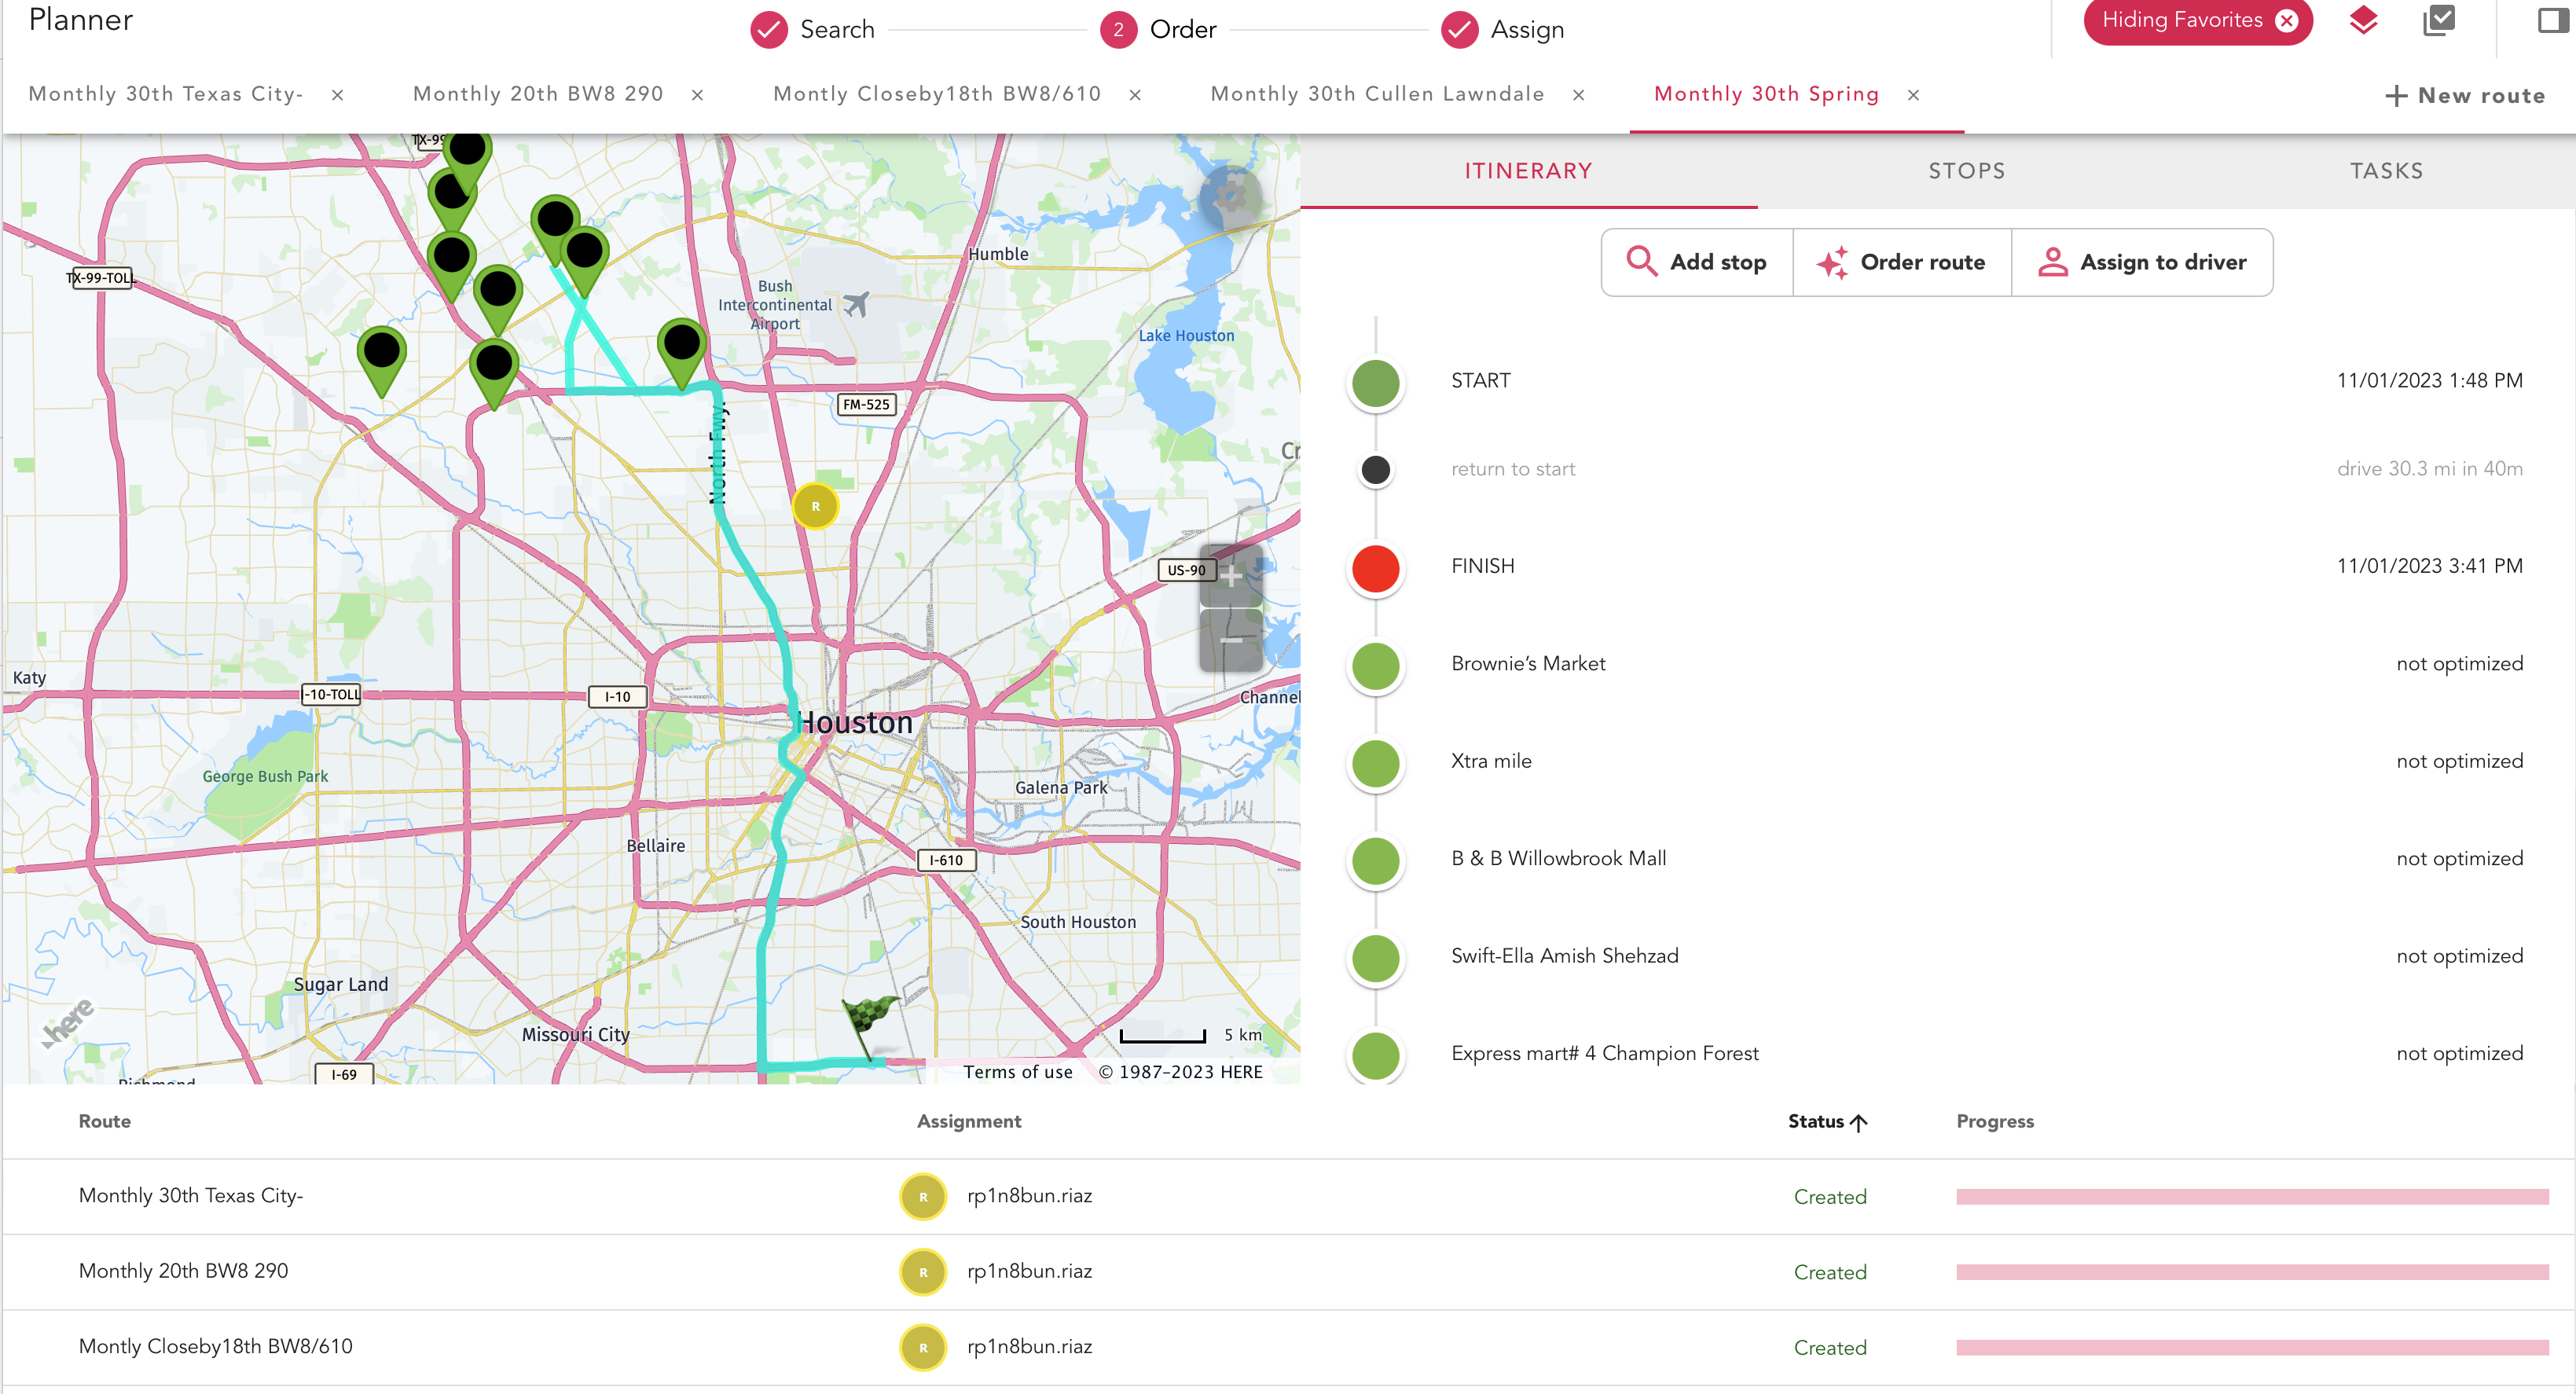 Planner
Search
2 Order
Assign
Hiding Favorites
Monthly 30th Texas City- ×
Monthly 20th BW8 290 ×
Montly Closeby18th BW8/610 ×
Monthly 30th Cullen Lawndale ×
Monthly 30th Spring ×
+ New route
ITINERARY
STOPS
TASKS
Add stop
Order route
Assign to driver
START 11/01/2023 1:48 PM
return to start drive 30.3 mi in 40m
FINISH 11/01/2023 3:41 PM
Brownie's Market not optimized
Xtra mile not optimized
B & B Willowbrook Mall not optimized
Swift-Ella Amish Shehzad not optimized
Express mart# 4 Champion Forest not optimized
TX-99
TX-99-TOLL
Humble
Bush
Intercontinental
Airport
Lake Houston
FM-525
North Fwy.
R
US-90
+
−
Katy
I-10-TOLL
I-10
Channel
Houston
George Bush Park
Galena Park
Bellaire
I-610
South Houston
Sugar Land
here
Missouri City
5 km
I-69
Richmond
Terms of use © 1987–2023 HERE
Route Assignment Status Progress
Monthly 30th Texas City- R rp1n8bun.riaz Created
Monthly 20th BW8 290 R rp1n8bun.riaz Created
Montly Closeby18th BW8/610 R rp1n8bun.riaz Created